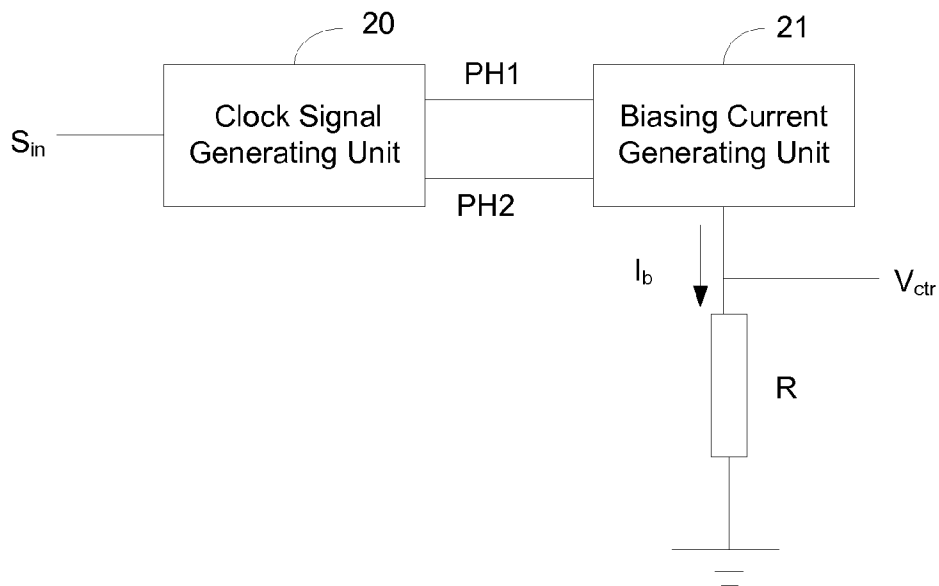 20
21
PH1
Clock Signal
Generating Unit
Biasing Current
Generating Unit
S_in
PH2
I_b
V_ctr
R